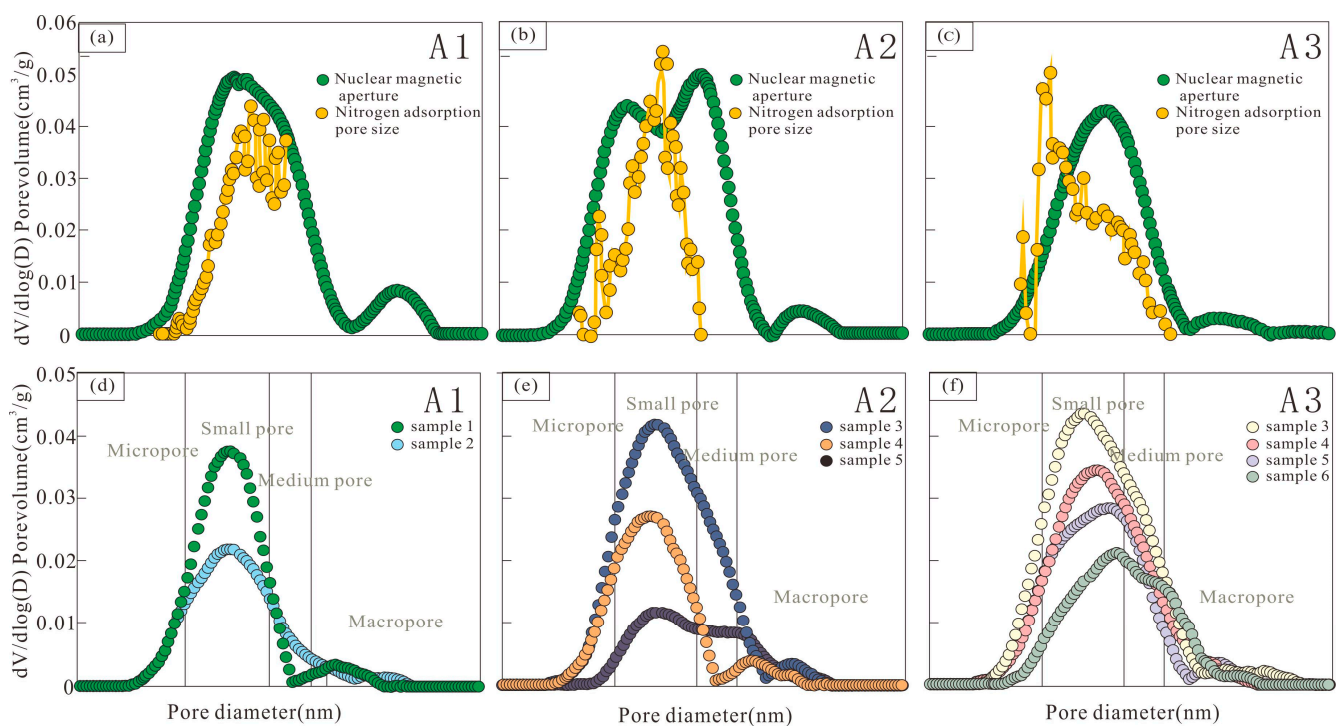 0.06
0.05
0.04
0.03
0.02
0.01
0
dV/dlog(D) Porevolume(cm³/g)
(a)
A1
Nuclear magnetic
aperture
Nitrogen adsorption
pore size
(b)
A2
Nuclear magnetic
aperture
Nitrogen adsorption
pore size
(c)
A3
Nuclear magnetic
aperture
Nitrogen adsorption
pore size
0.05
0.04
0.03
0.02
0.01
0
dV/dlog(D) Porevolume(cm³/g)
(d)
A1
Small pore
sample 1
sample 2
Micropore
Medium pore
Macropore
Pore diameter(nm)
(e)
A2
Small pore
sample 3
sample 4
sample 5
Micropore
Medium pore
Macropore
Pore diameter(nm)
(f)
A3
Small pore
sample 3
sample 4
sample 5
sample 6
Micropore
Medium pore
Macropore
Pore diameter(nm)